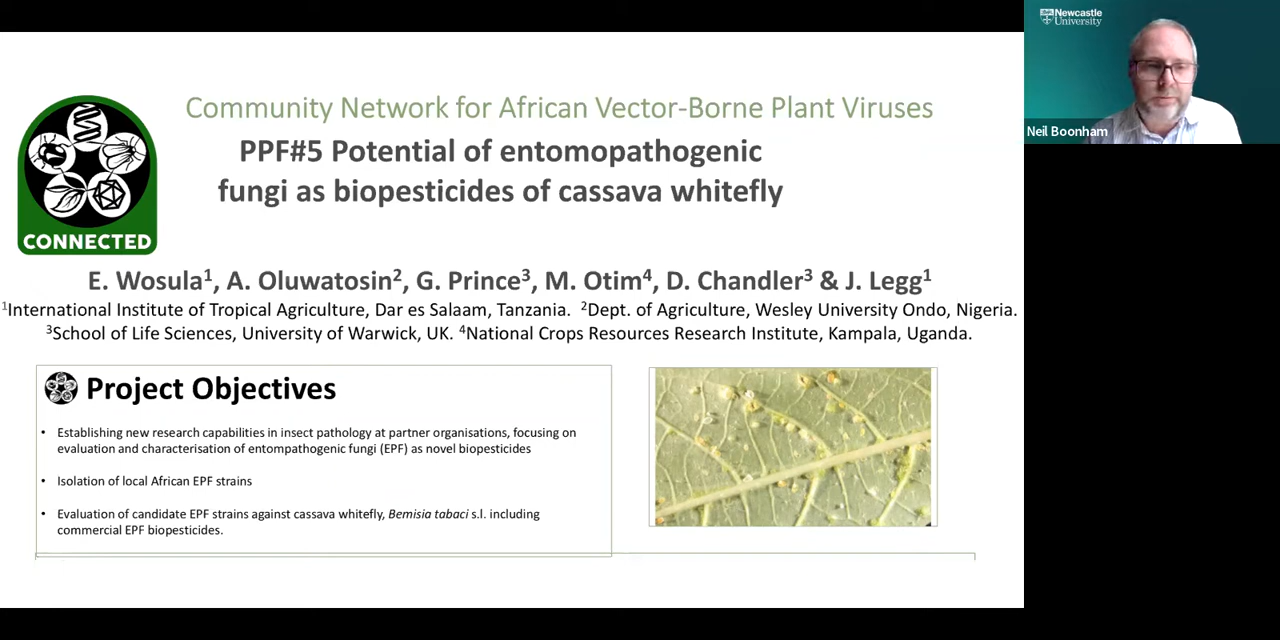 Community Network for African Vector-Borne Plant Viruses
PPF#5 Potential of entomopathogenic
fungi as biopesticides of cassava whitefly
CONNECTED
E. Wosula1, A. Oluwatosin2, G. Prince3, M. Otim4, D. Chandler3 & J. Legg1
1International Institute of Tropical Agriculture, Dar es Salaam, Tanzania. 2Dept. of Agriculture, Wesley University Ondo, Nigeria.
3School of Life Sciences, University of Warwick, UK. 4National Crops Resources Research Institute, Kampala, Uganda.
Project Objectives
• Establishing new research capabilities in insect pathology at partner organisations, focusing on
evaluation and characterisation of entompathogenic fungi (EPF) as novel biopesticides
• Isolation of local African EPF strains
• Evaluation of candidate EPF strains against cassava whitefly, Bemisia tabaci s.l. including
commercial EPF biopesticides.
Newcastle
University
Neil Boonham